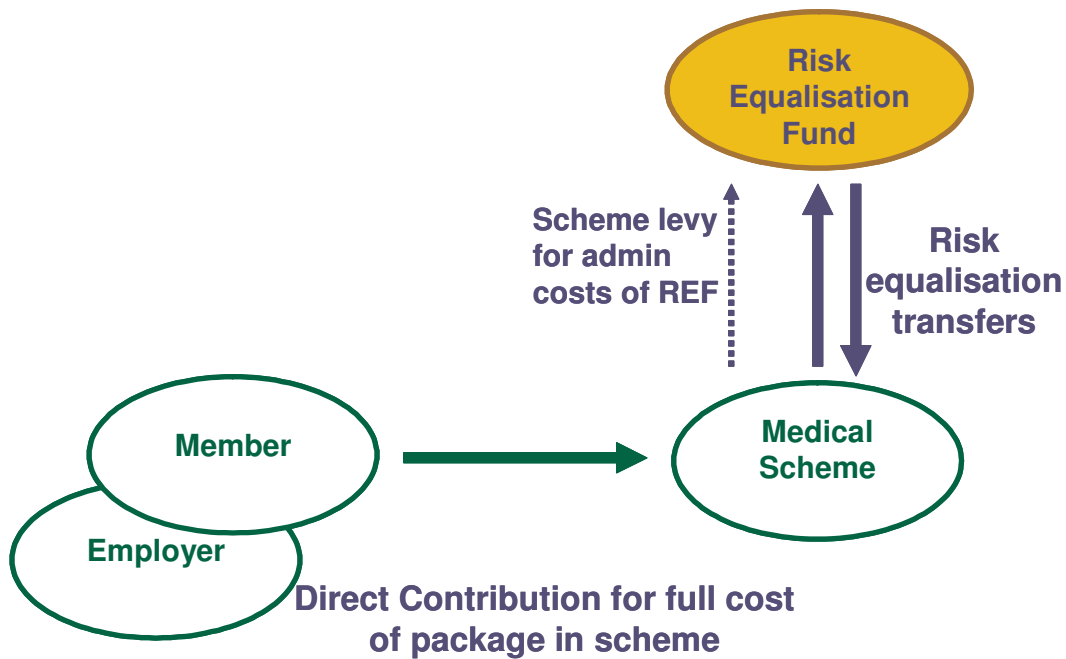 Risk
Equalisation
Fund
Scheme levy
for admin
costs of REF
Risk
equalisation
transfers
Member
Medical
Scheme
Employer
Direct Contribution for full cost
of package in scheme